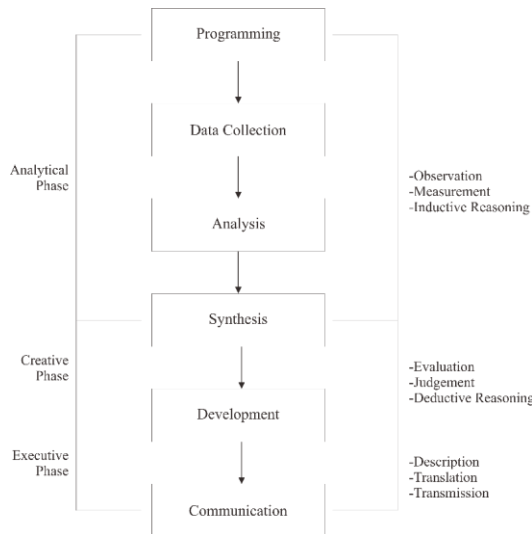 Programming
Data Collection
Analytical
Phase
-Observation
-Measurement
-Inductive Reasoning
Analysis
Synthesis
Creative
Phase
-Evaluation
-Judgement
-Deductive Reasoning
Development
Executive
Phase
-Description
-Translation
-Transmission
Communication